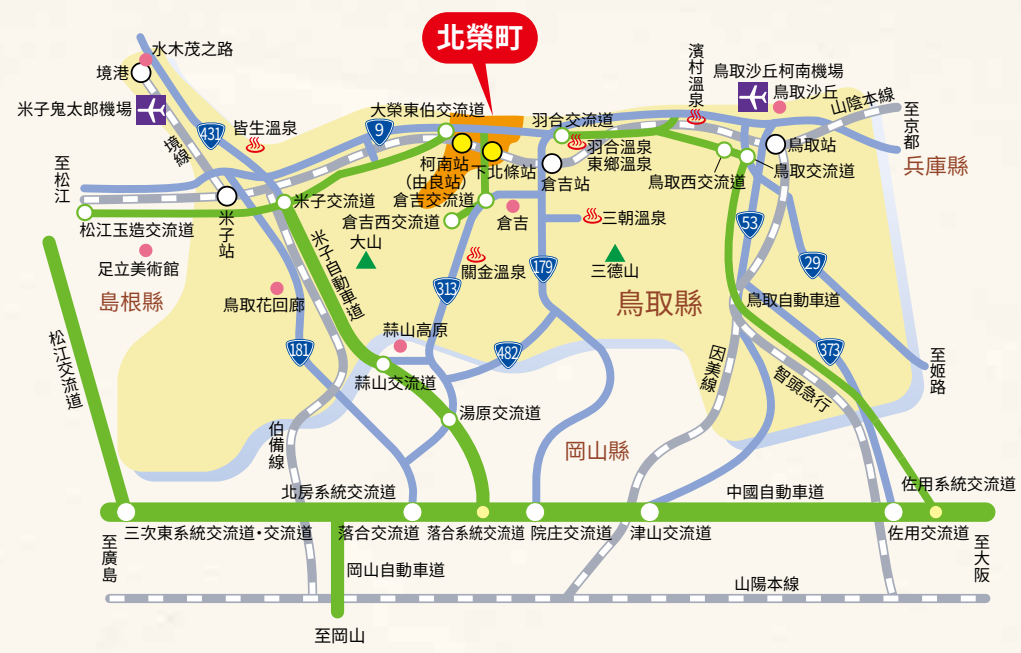 北榮町
水木茂之路
境港
米子鬼太郎機場
境線
431
皆生溫泉
9
大榮東伯交流道
羽合交流道
濱村溫泉
鳥取沙丘柯南機場
鳥取沙丘
山陰本線
至京都
兵庫縣
至松江
柯南站
(由良站)
下北條站
羽合溫泉
東鄉溫泉
倉吉站
鳥取站
鳥取西交流道
鳥取交流道
松江玉造交流道
米子站
米子交流道
倉吉交流道
倉吉西交流道
倉吉
三朝溫泉
53
29
足立美術館
島根縣
鳥取花回廊
米子自動車道
大山
關金溫泉
313
179
三德山
鳥取縣
鳥取自動車道
松江交流道
181
蒜山高原
蒜山交流道
482
因美線
智頭急行
373
至姬路
伯備線
湯原交流道
岡山縣
北房系統交流道
中國自動車道
佐用系統交流道
三次東系統交流道・交流道
落合交流道
落合系統交流道
院庄交流道
津山交流道
佐用交流道
至廣島
至大阪
岡山自動車道
山陽本線
至岡山